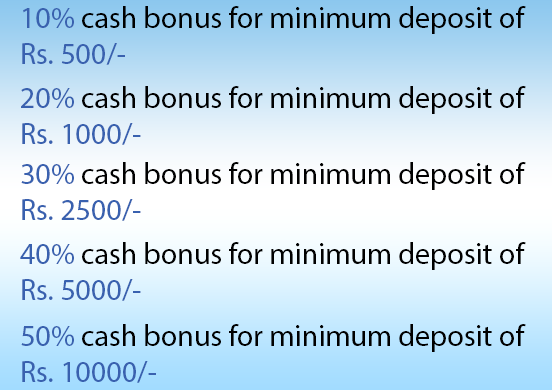 10% cash bonus for minimum deposit of
Rs. 500/-
20% cash bonus for minimum deposit of
Rs. 1000/-
30% cash bonus for minimum deposit of
Rs. 2500/-
40% cash bonus for minimum deposit of
Rs. 5000/-
50% cash bonus for minimum deposit of
Rs. 10000/-